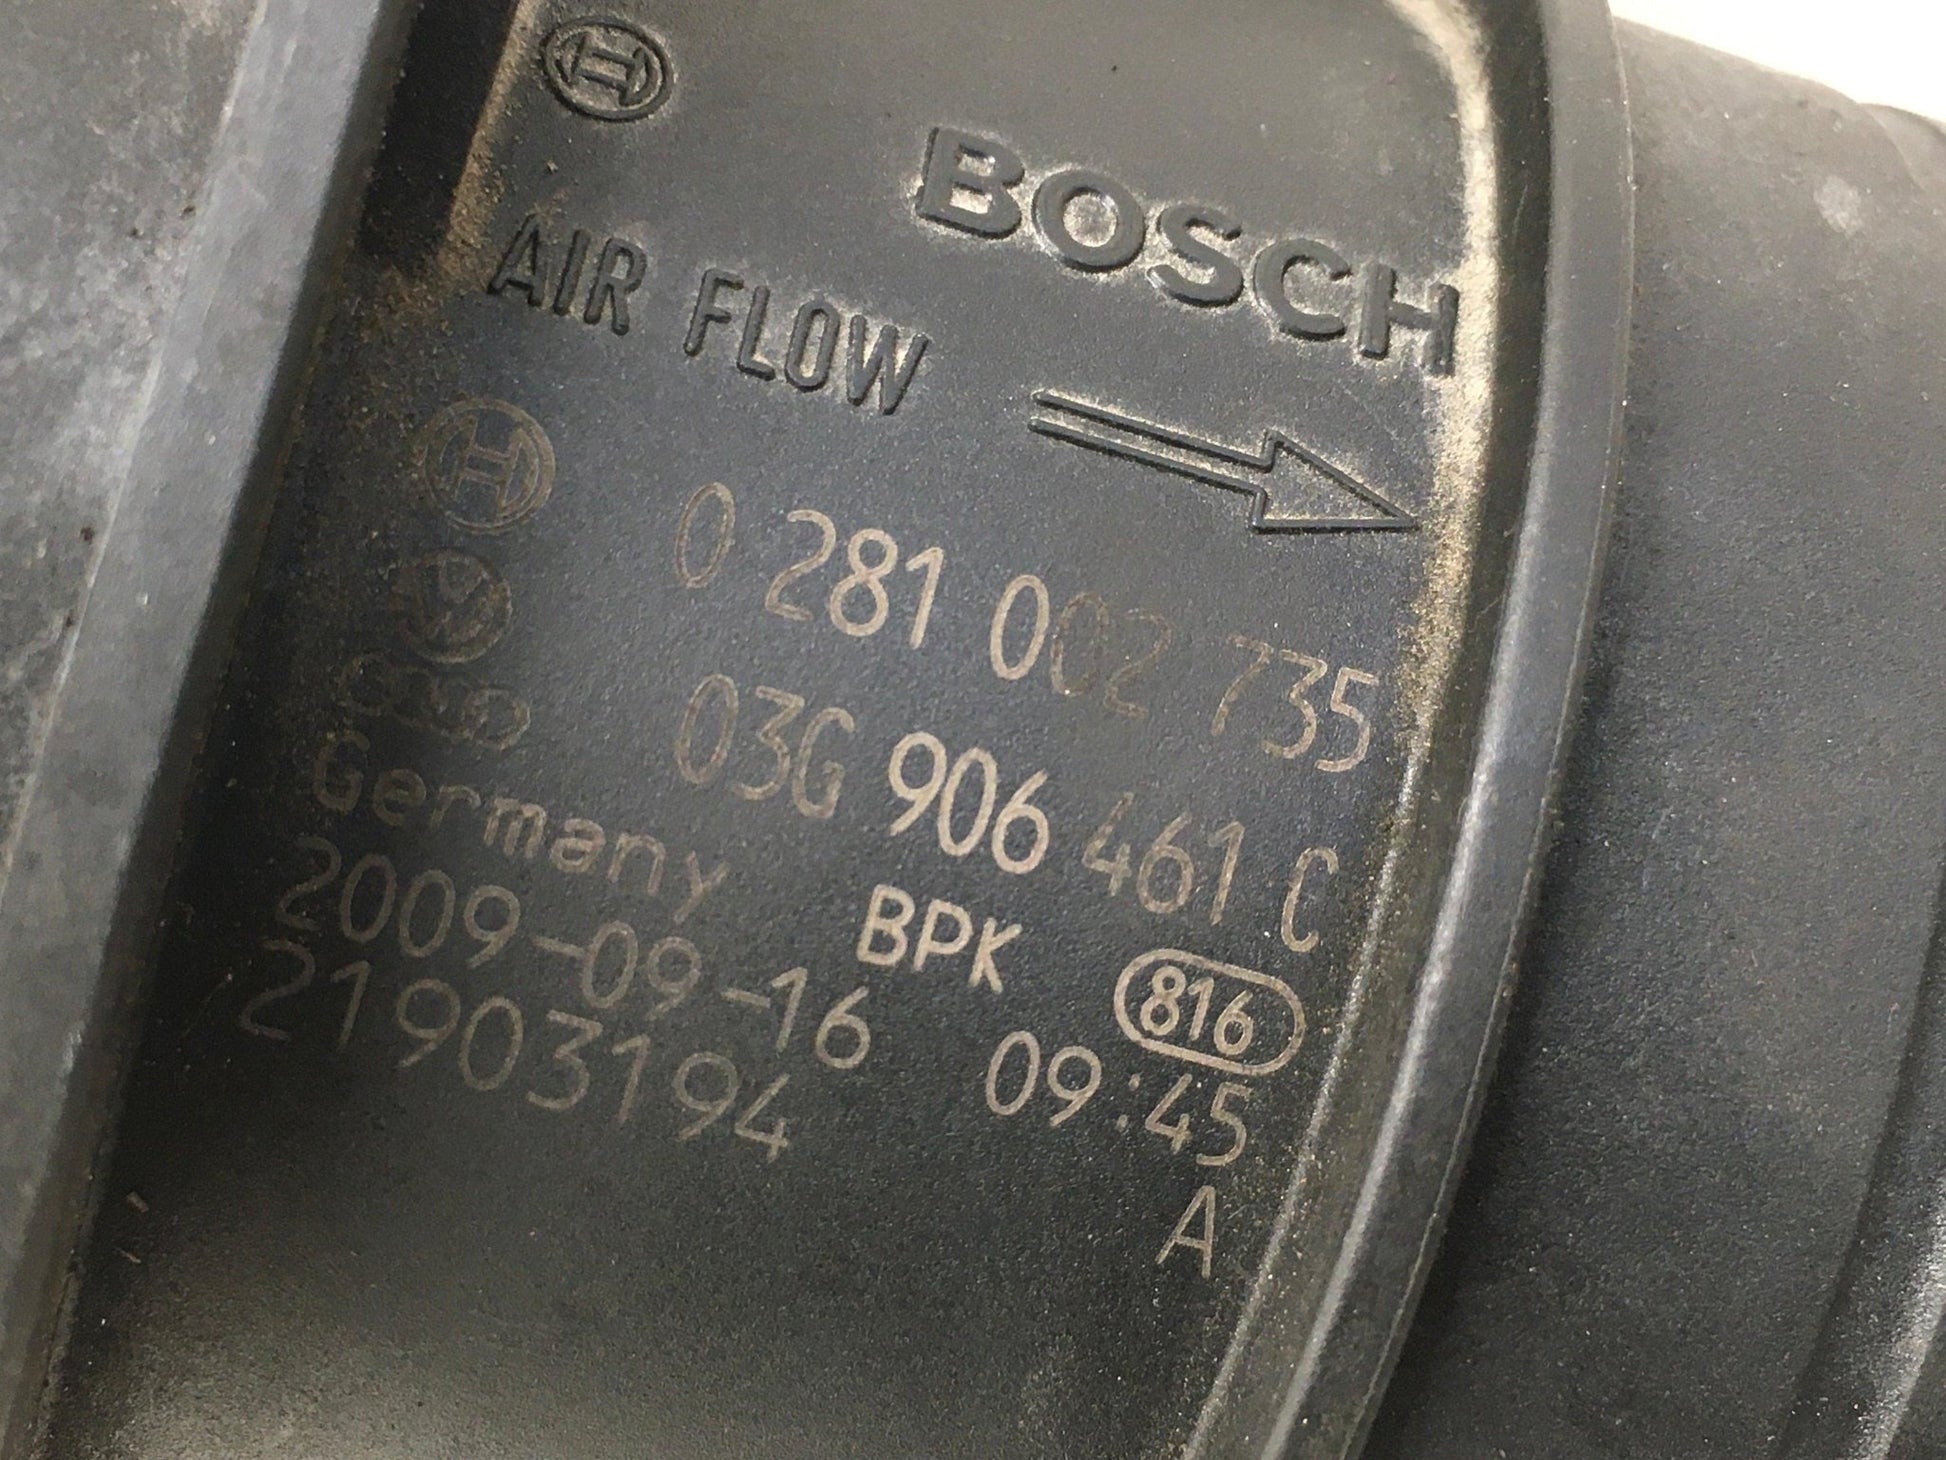 BOSCH
AIR FLOW
0 281 002 735
03G 906 461 C
Germany BPK 816
2009-09-16 09:45
21903194 A